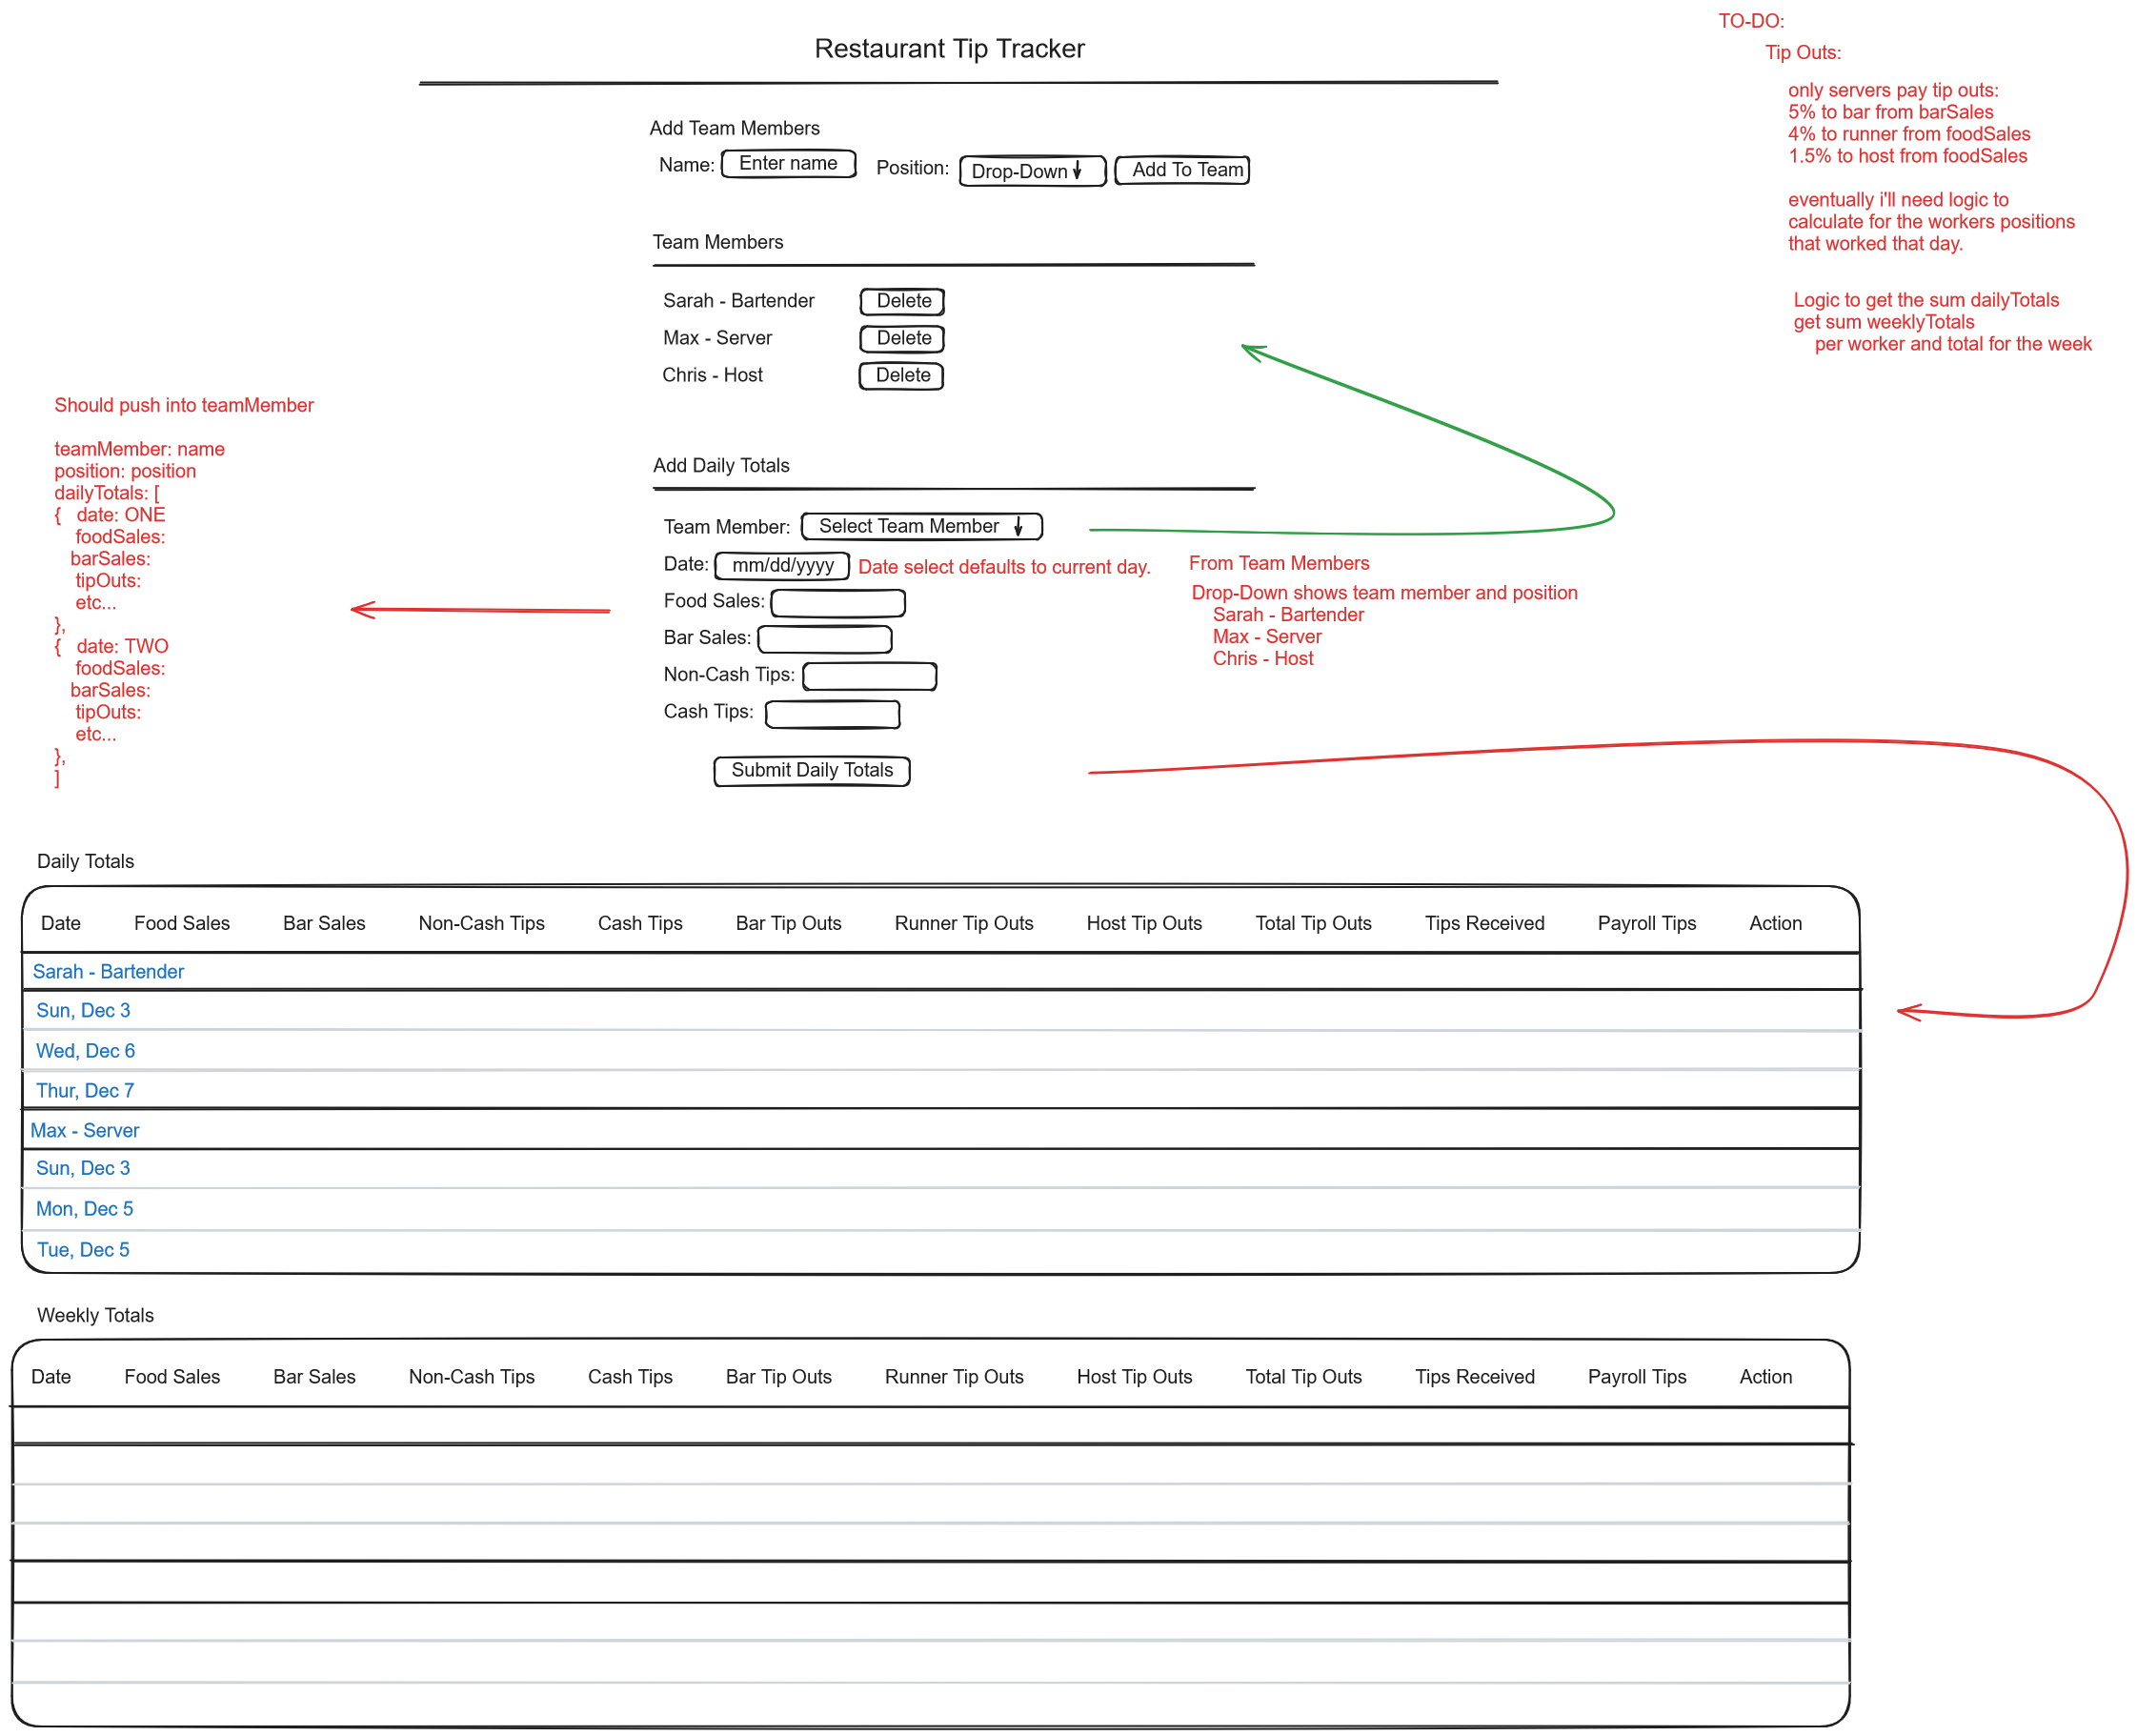 Restaurant Tip Tracker
TO-DO:
Tip Outs:
only servers pay tip outs:
5% to bar from barSales
4% to runner from foodSales
1.5% to host from foodSales
eventually i'll need logic to
calculate for the workers positions
that worked that day.
Logic to get the sum dailyTotals
get sum weeklyTotals
per worker and total for the week
Add Team Members
Name: Enter name Position: Drop-Down Add To Team
Team Members
Sarah - Bartender Delete
Max - Server Delete
Chris - Host Delete
Should push into teamMember
teamMember: name
position: position
dailyTotals: [
{ date: ONE
foodSales:
barSales:
tipOuts:
etc...
},
{ date: TWO
foodSales:
barSales:
tipOuts:
etc...
},
]
Add Daily Totals
Team Member: Select Team Member
Date: mm/dd/yyyy Date select defaults to current day.
Food Sales:
Bar Sales:
Non-Cash Tips:
Cash Tips:
Submit Daily Totals
From Team Members
Drop-Down shows team member and position
Sarah - Bartender
Max - Server
Chris - Host
Daily Totals
Date Food Sales Bar Sales Non-Cash Tips Cash Tips Bar Tip Outs Runner Tip Outs Host Tip Outs Total Tip Outs Tips Received Payroll Tips Action
Sarah - Bartender
Sun, Dec 3
Wed, Dec 6
Thur, Dec 7
Max - Server
Sun, Dec 3
Mon, Dec 5
Tue, Dec 5
Weekly Totals
Date Food Sales Bar Sales Non-Cash Tips Cash Tips Bar Tip Outs Runner Tip Outs Host Tip Outs Total Tip Outs Tips Received Payroll Tips Action